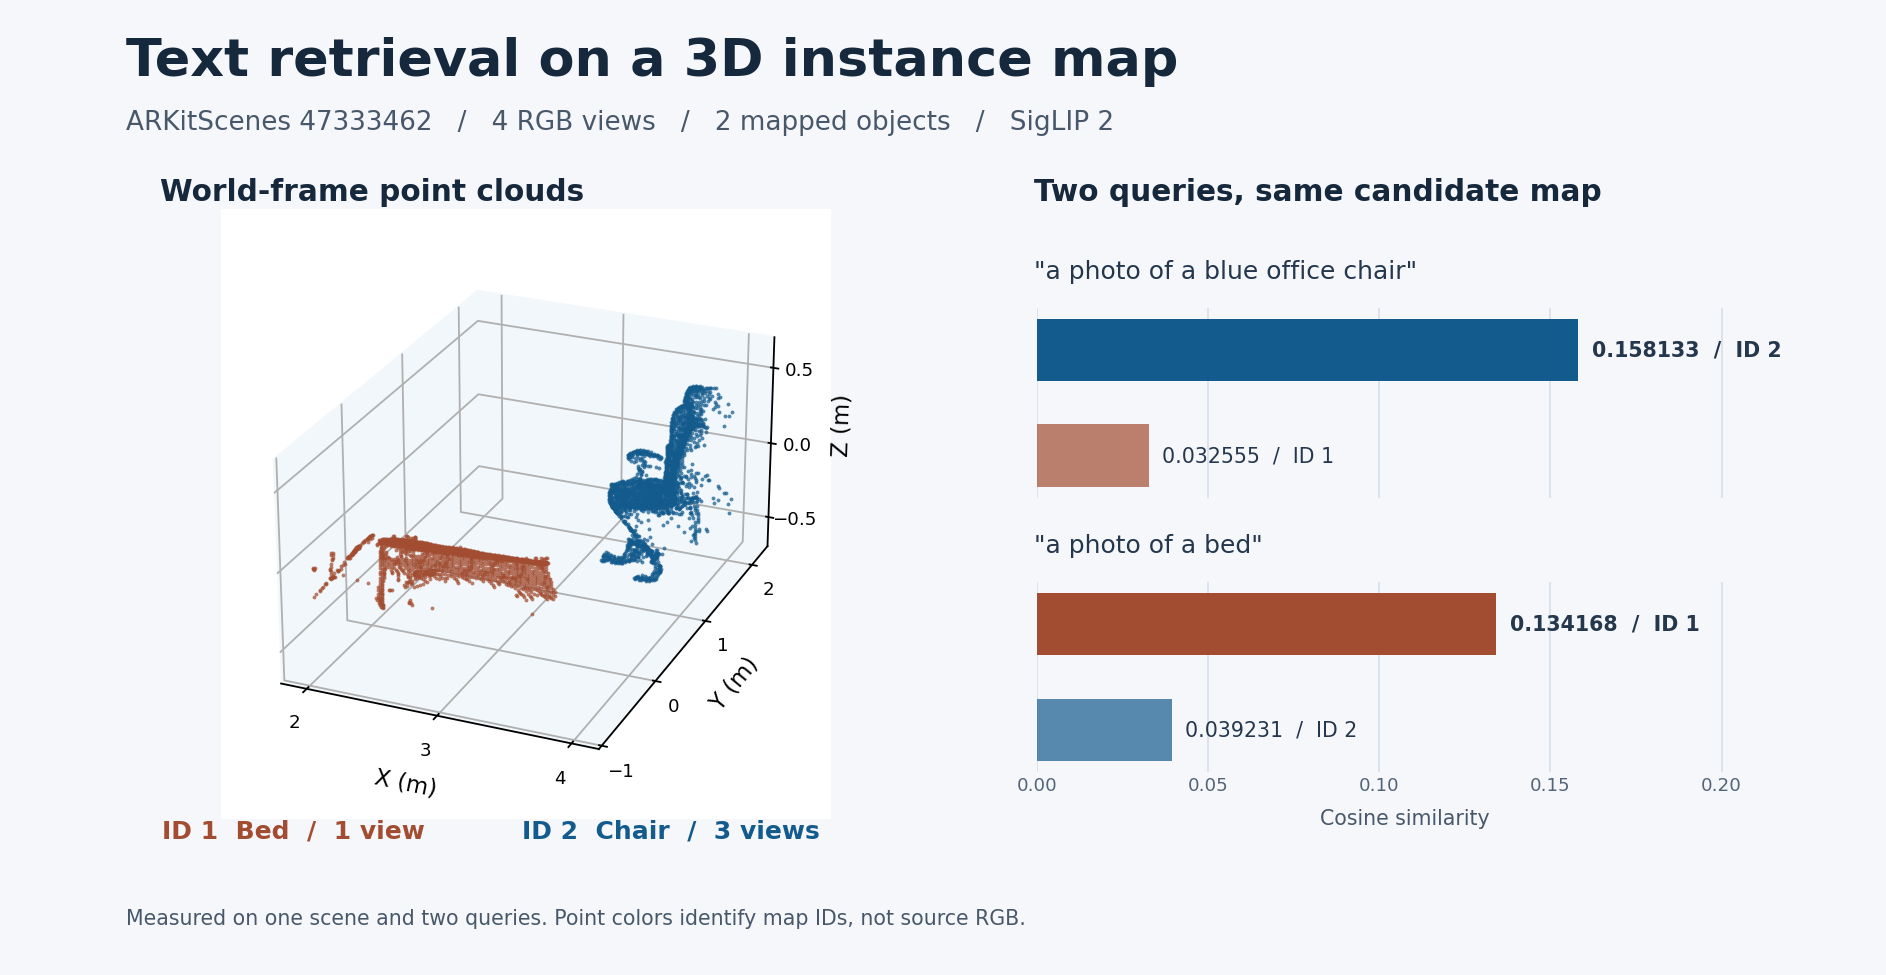 Text retrieval on a 3D instance map
ARKitScenes 47333462 / 4 RGB views / 2 mapped objects / SigLIP 2
World-frame point clouds
0.5
0.0
−0.5
Z (m)
2
1
0
−1
Y (m)
2
3
4
X (m)
ID 1 Bed / 1 view
ID 2 Chair / 3 views
Two queries, same candidate map
"a photo of a blue office chair"
0.158133 / ID 2
0.032555 / ID 1
"a photo of a bed"
0.134168 / ID 1
0.039231 / ID 2
0.00 0.05 0.10 0.15 0.20
Cosine similarity
Measured on one scene and two queries. Point colors identify map IDs, not source RGB.